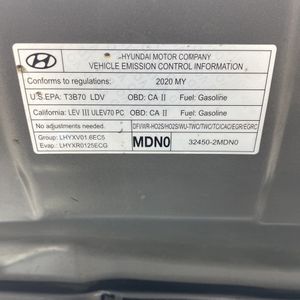 HYUNDAI
HYUNDAI MOTOR COMPANY
VEHICLE EMISSION CONTROL INFORMATION
Conforms to regulations: 2020 MY
U.S.EPA: T3B70 LDV OBD: CA II Fuel: Gasoline
California: LEV III ULEV70 PC OBD: CA II Fuel: Gasoline
No adjustments needed. DFI/WR-HO2S/HO2S/WU-TWC/TWC/TC/CAC/EGR/EGRC
Group: LHYXV01.6EC5
Evap: LHYXR0125ECG
MDN0 32450-2MDN0